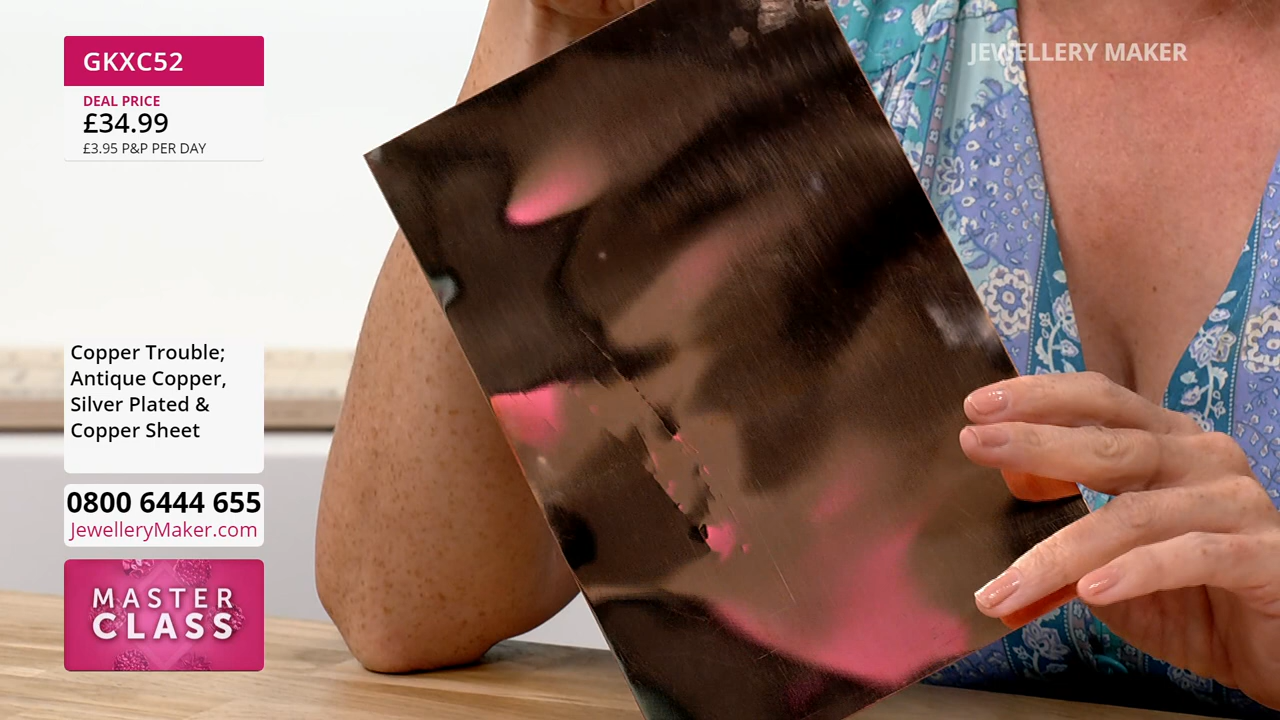 GKXC52
DEAL PRICE
£34.99
£3.95 P&P PER DAY
Copper Trouble;
Antique Copper,
Silver Plated &
Copper Sheet
0800 6444 655
JewelleryMaker.com
MASTER
CLASS
JEWELLERY MAKER